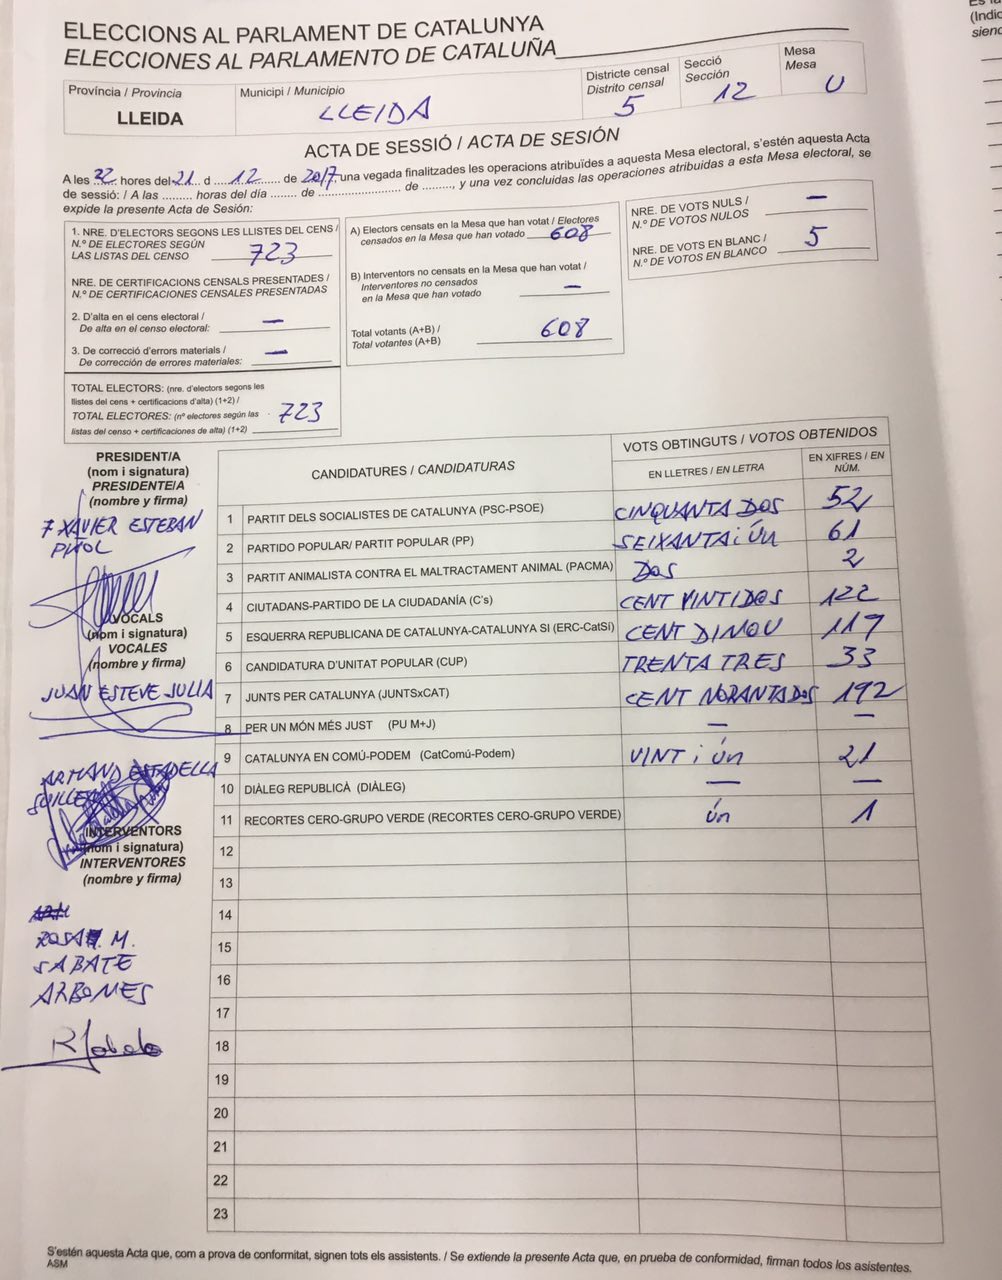 ELECCIONS AL PARLAMENT DE CATALUNYA
ELECCIONES AL PARLAMENTO DE CATALUÑA
Província / Provincia
LLEIDA
Municipi / Municipio
LLEIDA
Districte censal
Distrito censal
5
Secció
Sección
12
Mesa
Mesa
U
ACTA DE SESSIÓ / ACTA DE SESIÓN
A les 22 hores del 21 d 12 de 2017, una vegada finalitzades les operacions atribuïdes a aquesta Mesa electoral, s'estén aquesta Acta
de sessió: / A las ......... horas del día ........ de ............................ de ........, y una vez concluidas las operaciones atribuidas a esta Mesa electoral, se
expide la presente Acta de Sesión:
1. NRE. D'ELECTORS SEGONS LES LLISTES DEL CENS /
N.º DE ELECTORES SEGÚN
LAS LISTAS DEL CENSO 723
NRE. DE CERTIFICACIONS CENSALS PRESENTADES /
N.º DE CERTIFICACIONES CENSALES PRESENTADAS
2. D'alta en el cens electoral /
De alta en el censo electoral: —
3. De correcció d'errors materials /
De corrección de errores materiales: —
TOTAL ELECTORS: (nre. d'electors segons les
llistes del cens + certificacions d'alta) (1+2) /
TOTAL ELECTORES: (nº electores según las
listas del censo + certificaciones de alta) (1+2) 723
A) Electors censats en la Mesa que han votat / Electores
censados en la Mesa que han votado 608
B) Interventors no censats en la Mesa que han votat /
Interventores no censados
en la Mesa que han votado —
Total votants (A+B) /
Total votantes (A+B) 608
NRE. DE VOTS NULS /
N.º DE VOTOS NULOS —
NRE. DE VOTS EN BLANC /
N.º DE VOTOS EN BLANCO 5
PRESIDENT/A
(nom i signatura)
PRESIDENTE/A
(nombre y firma)
XAVIER ESTEBAN
PIÑOL
VOCALS
(nom i signatura)
VOCALES
(nombre y firma)
JUAN ESTEVE JULIA
ARMAND ESTADELLA
INTERVENTORS
(nom i signatura)
INTERVENTORES
(nombre y firma)
ROSA M.
SABATE
ARBONES
CANDIDATURES / CANDIDATURAS
VOTS OBTINGUTS / VOTOS OBTENIDOS
EN LLETRES / EN LETRA
EN XIFRES / EN NÚM.
1 PARTIT DELS SOCIALISTES DE CATALUNYA (PSC-PSOE) CINQUANTA DOS 52
2 PARTIDO POPULAR/ PARTIT POPULAR (PP) SEIXANTA i Ún 61
3 PARTIT ANIMALISTA CONTRA EL MALTRACTAMENT ANIMAL (PACMA) DOS 2
4 CIUTADANS-PARTIDO DE LA CIUDADANÍA (C's) CENT VINTIDOS 122
5 ESQUERRA REPUBLICANA DE CATALUNYA-CATALUNYA SI (ERC-CatSí) CENT DINOU 119
6 CANDIDATURA D'UNITAT POPULAR (CUP) TRENTA TRES 33
7 JUNTS PER CATALUNYA (JUNTSxCAT) CENT NORANTADOS 192
8 PER UN MÓN MÉS JUST (PU M+J) — —
9 CATALUNYA EN COMÚ-PODEM (CatComú-Podem) VINT i Ún 21
10 DIÀLEG REPUBLICÀ (DIÀLEG) — —
11 RECORTES CERO-GRUPO VERDE (RECORTES CERO-GRUPO VERDE) Ún 1
12
13
14
15
16
17
18
19
20
21
22
23
S'estén aquesta Acta que, com a prova de conformitat, signen tots els assistents. / Se extiende la presente Acta que, en prueba de conformidad, firman todos los asistentes.
ASM
(Indic